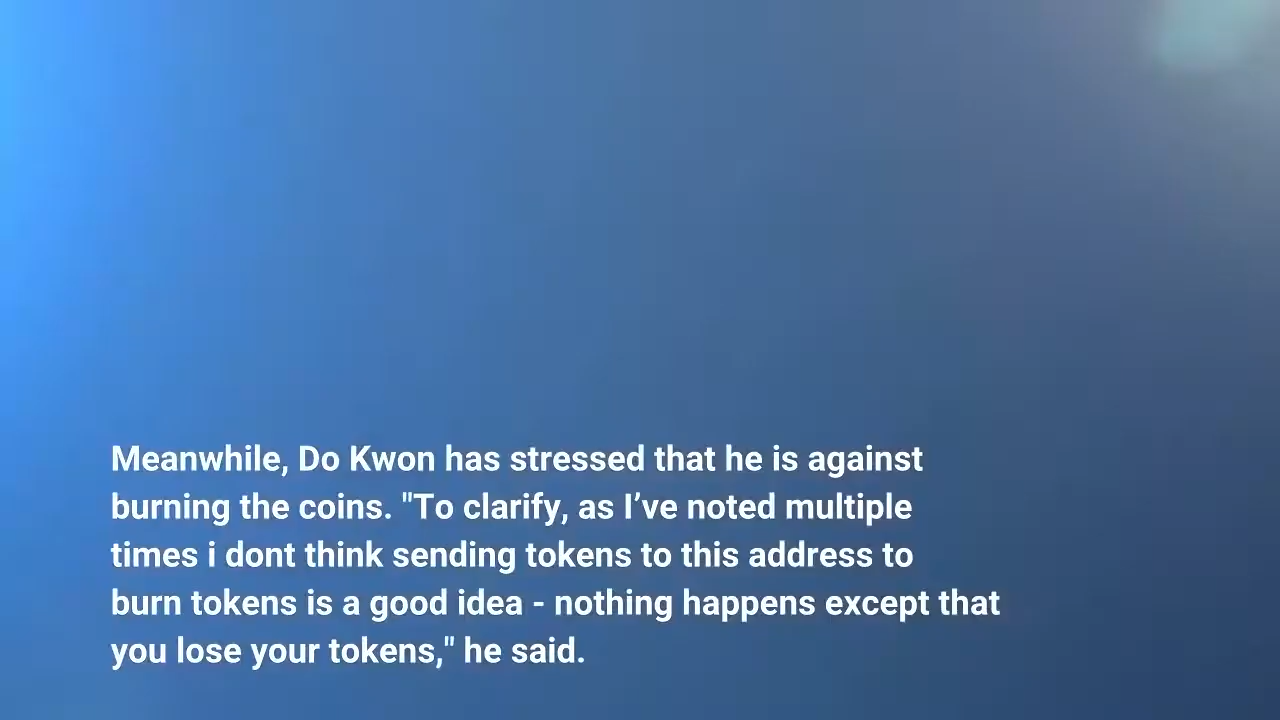 Meanwhile, Do Kwon has stressed that he is against
burning the coins. "To clarify, as I’ve noted multiple
times i dont think sending tokens to this address to
burn tokens is a good idea - nothing happens except that
you lose your tokens," he said.